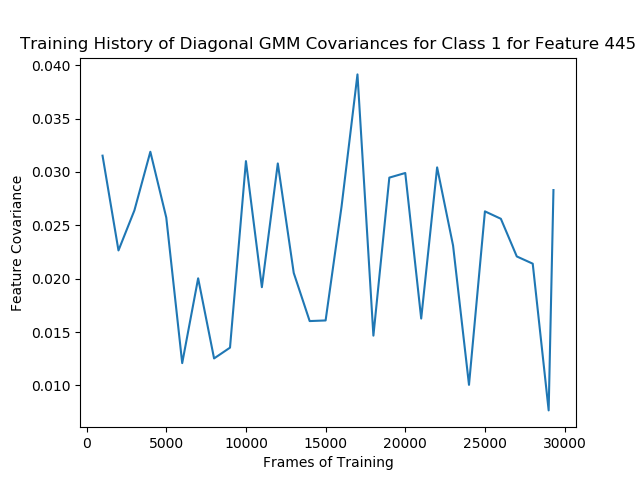 Training History of Diagonal GMM Covariances for Class 1 for Feature 445
0.040
0.035
0.030
0.025
0.020
0.015
0.010
Feature Covariance
0 5000 10000 15000 20000 25000 30000
Frames of Training